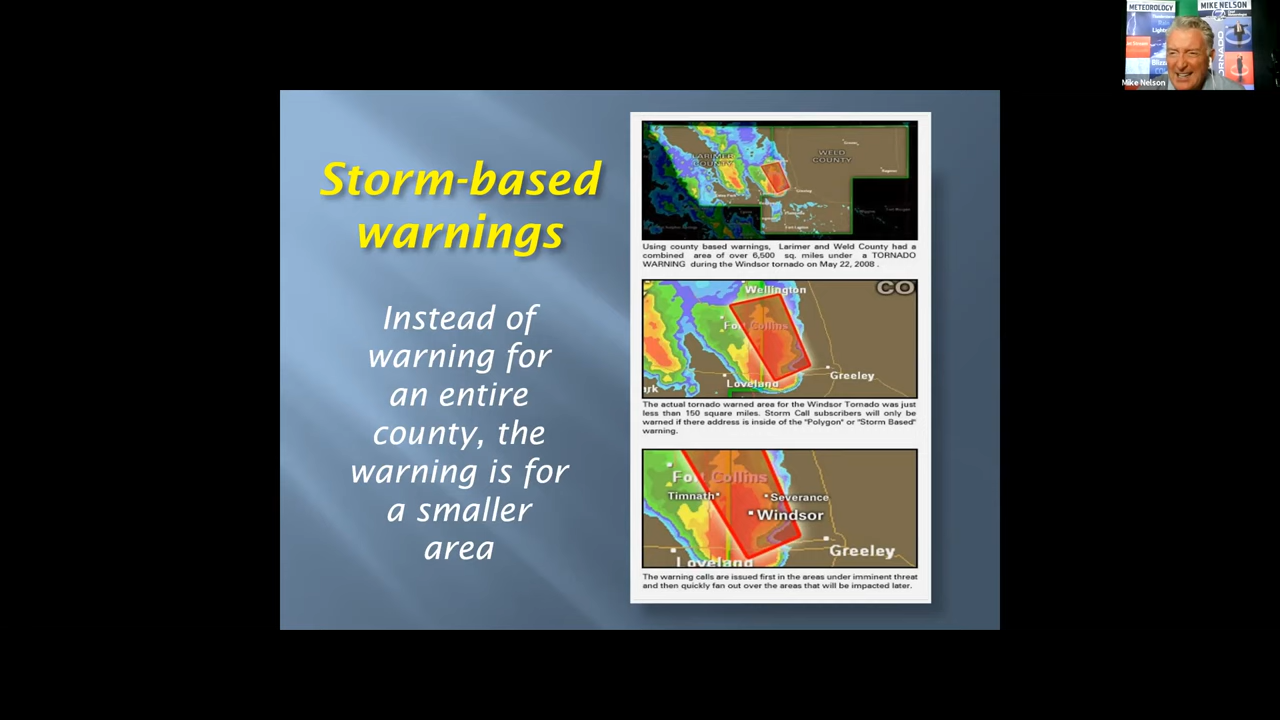 METEOROLOGY
MIKE NELSON
Mike Nelson
Storm-based
warnings
Instead of
warning for
an entire
county, the
warning is for
a smaller
area
LARIMER
COUNTY
WELD
COUNTY
Using county based warnings, Larimer and Weld County had a
combined area of over 6,500 sq. miles under a TORNADO
WARNING during the Windsor tornado on May 22, 2008 .
Wellington
CO
Fort Collins
Greeley
Loveland
The actual tornado warned area for the Windsor Tornado was just
less than 150 square miles. Storm Call subscribers will only be
warned if there address is inside of the "Polygon" or "Storm Based"
warning.
Fort Collins
Timnath
Severance
Windsor
Greeley
Loveland
The warning calls are issued first in the areas under imminent threat
and then quickly fan out over the areas that will be impacted later.